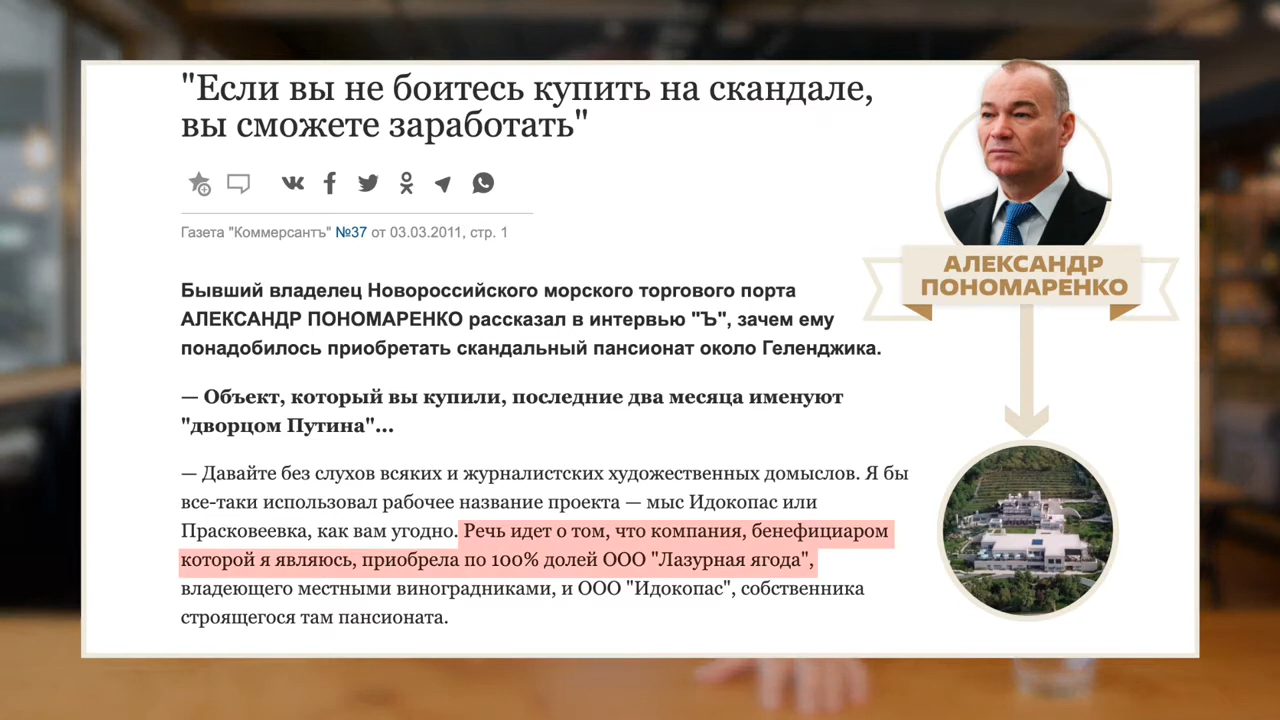 "Если вы не боитесь купить на скандале,
вы сможете заработать"
Газета "Коммерсантъ" №37 от 03.03.2011, стр. 1
Бывший владелец Новороссийского морского торгового порта
АЛЕКСАНДР ПОНОМАРЕНКО рассказал в интервью "Ъ", зачем ему
понадобилось приобретать скандальный пансионат около Геленджика.
— Объект, который вы купили, последние два месяца именуют
"дворцом Путина"...
— Давайте без слухов всяких и журналистских художественных домыслов. Я бы
все-таки использовал рабочее название проекта — мыс Идокопас или
Прасковеевка, как вам угодно. Речь идет о том, что компания, бенефициаром
которой я являюсь, приобрела по 100% долей ООО "Лазурная ягода",
владеющего местными виноградниками, и ООО "Идокопас", собственника
строящегося там пансионата.
АЛЕКСАНДР
ПОНОМАРЕНКО